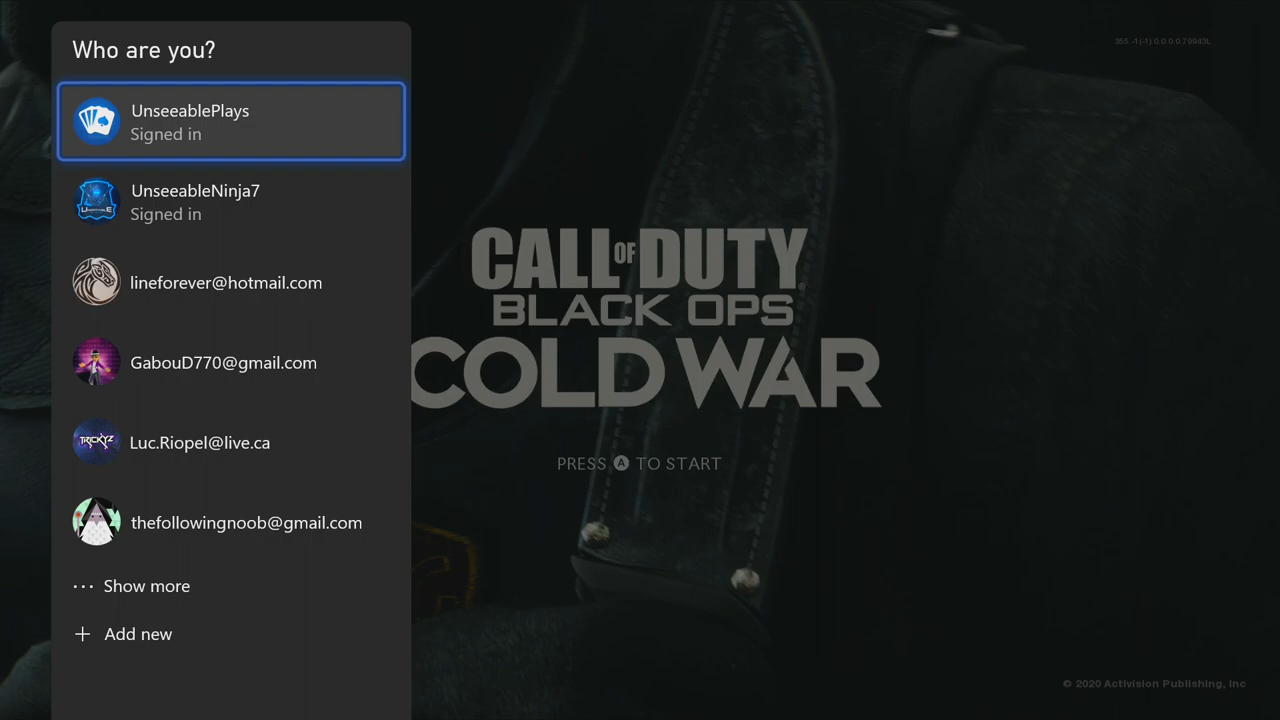 Who are you?
UnseeablePlays
Signed in
UnseeableNinja7
Signed in
lineforever@hotmail.com
GabouD770@gmail.com
TRICKYZ
Luc.Riopel@live.ca
thefollowingnoob@gmail.com
Show more
Add new
CALL OF DUTY
BLACK OPS
COLD WAR
PRESS A TO START
© 2020 Activision Publishing, Inc